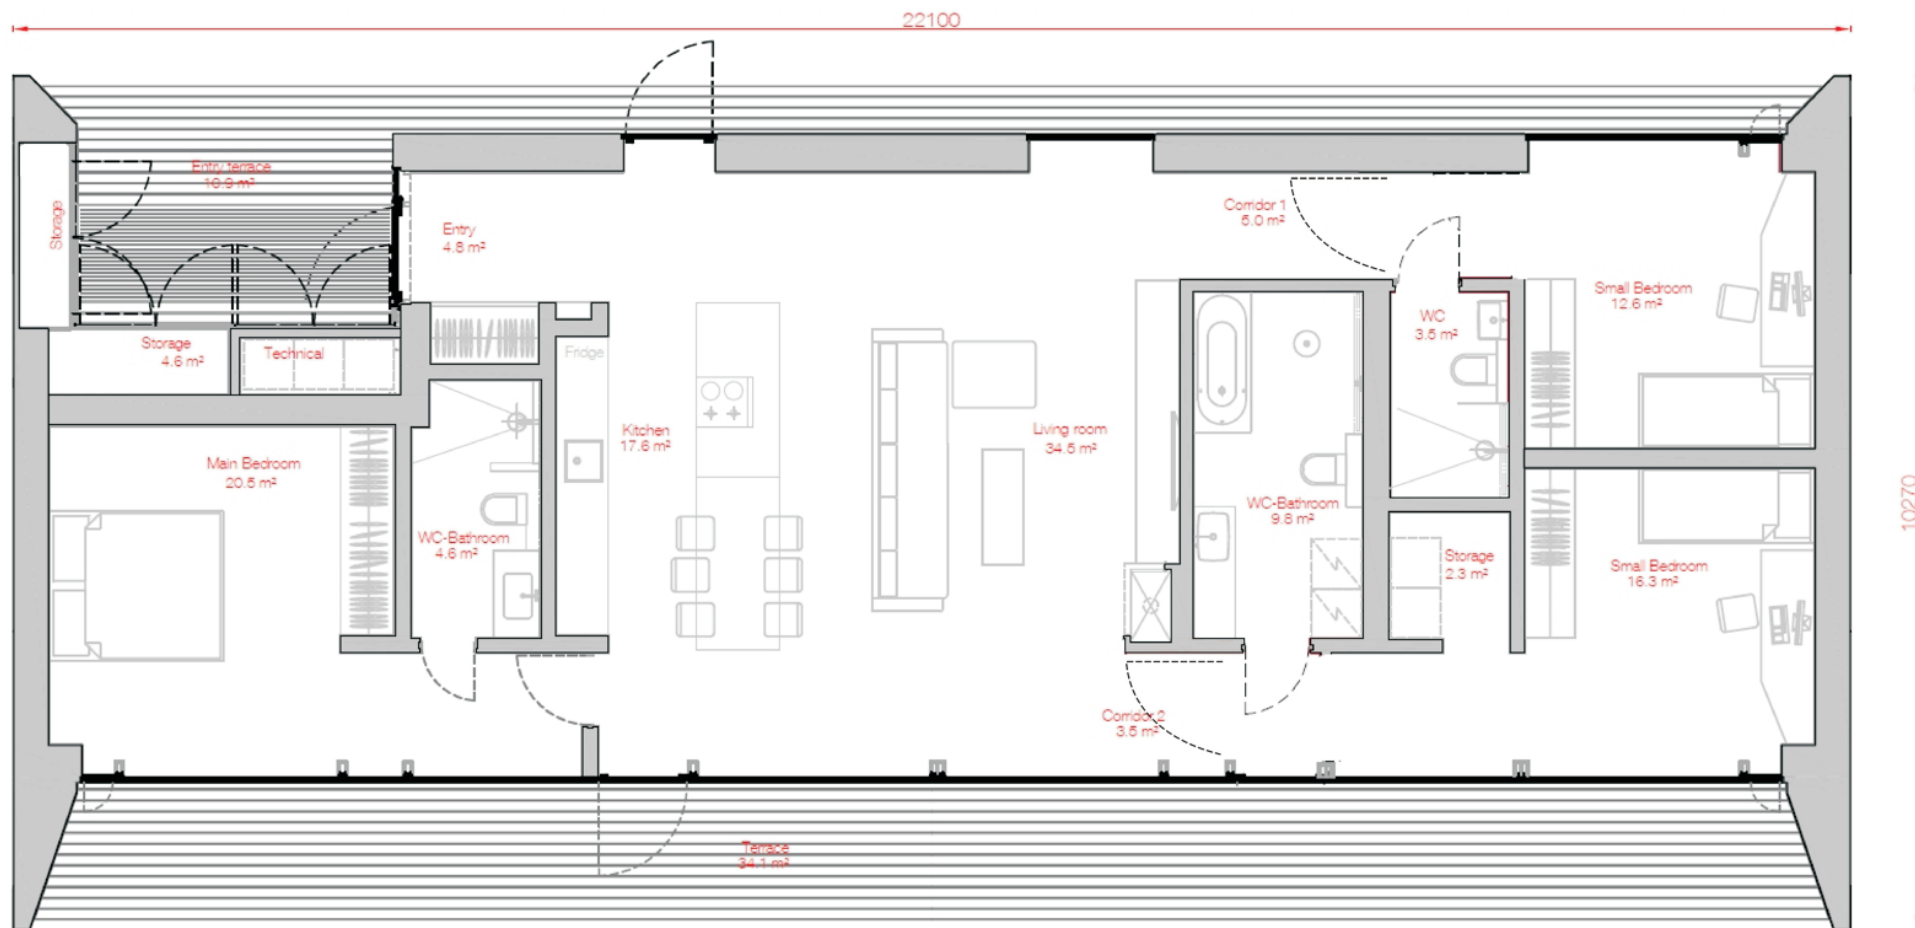 22100
Entry terrace
10.9 m²
Storage
Entry
4.8 m²
Corridor 1
5.0 m²
Small Bedroom
12.6 m²
WC
3.5 m²
Storage
4.6 m²
Technical
Fridge
Kitchen
17.6 m²
Living room
34.5 m²
Main Bedroom
20.5 m²
WC-Bathroom
9.8 m²
WC-Bathroom
4.6 m²
Storage
2.3 m²
Small Bedroom
16.3 m²
10270
Corridor 2
3.5 m²
Terrace
34.1 m²